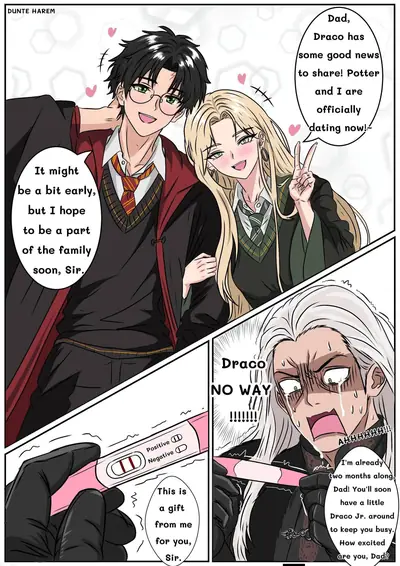 DUNTE HAREM
Dad,
Draco has
some good news
to share! Potter
and I are
officially
dating now!~
It might
be a bit early,
but I hope
to be a part
of the family
soon, Sir.
Positive
Negative
This is
a gift
from me
for you,
Sir.
Draco
NO WAY
!!!!!!!
AHHHHHH!!!
I'm already
two months along,
Dad! You'll soon
have a little
Draco Jr. around
to keep you busy.
How excited
are you, Dad?